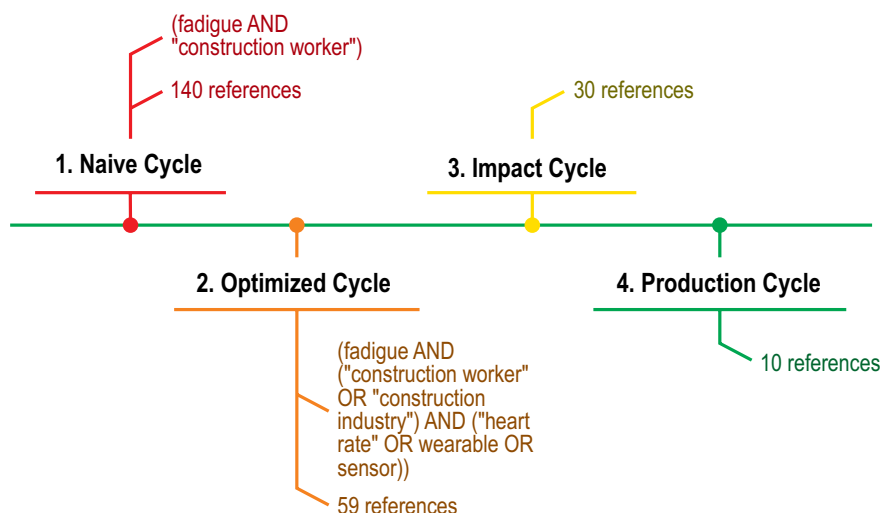 (fadigue AND
"construction worker")
140 references
1. Naive Cycle
30 references
3. Impact Cycle
2. Optimized Cycle
(fadigue AND
("construction worker"
OR "construction
industry") AND ("heart
rate" OR wearable OR
sensor))
59 references
4. Production Cycle
10 references